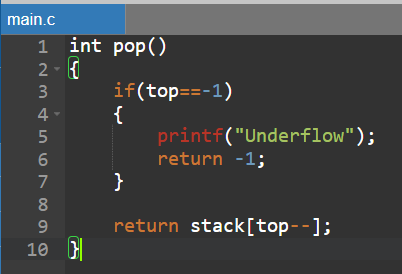 main.c
1 int pop()
2 {
3     if(top==-1)
4     {
5         printf("Underflow");
6         return -1;
7     }
8
9     return stack[top--];
10 }